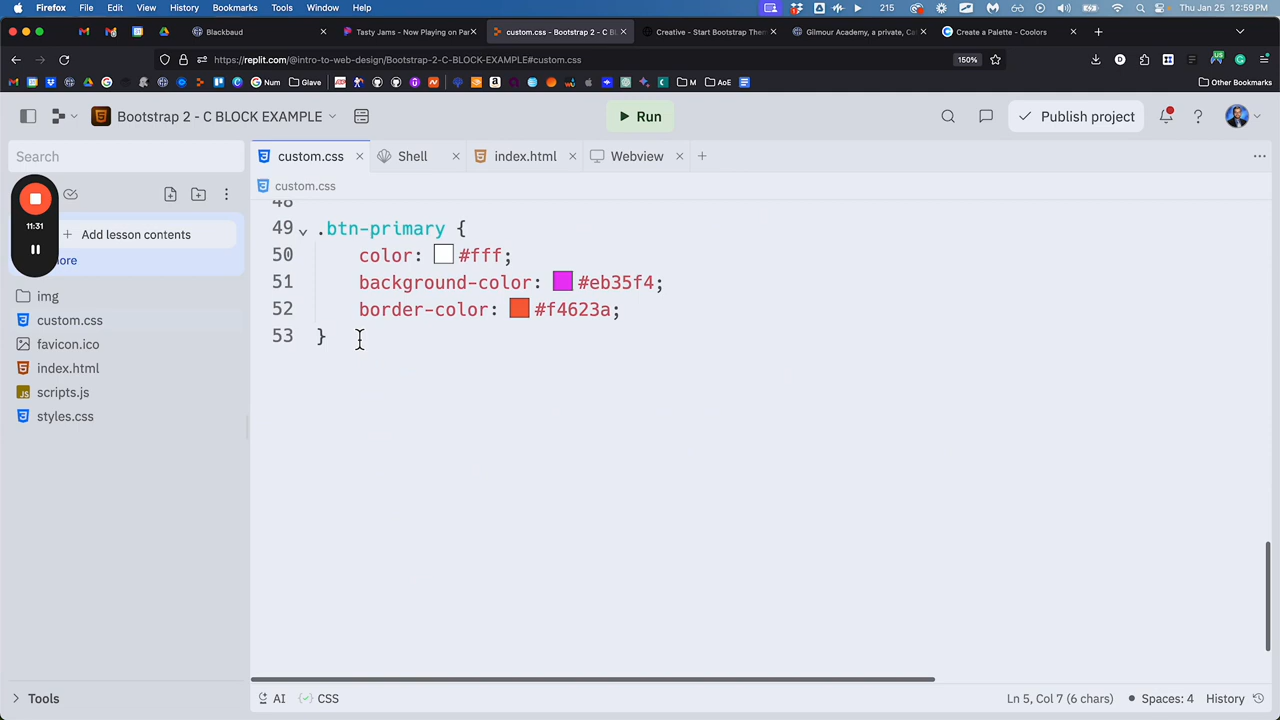 Firefox File Edit View History Bookmarks Tools Window Help 215 Thu Jan 25 12:59 PM
Blackbaud Tasty Jams - Now Playing on Pa custom.css - Bootstrap 2 - C BL Creative - Start Bootstrap The Gilmour Academy, a private, Ca Create a Palette - Coolors
https://replit.com/@intro-to-web-design/Bootstrap-2-C-BLOCK-EXAMPLE#custom.css 150%
Num Glave M AoE Other Bookmarks
Bootstrap 2 - C BLOCK EXAMPLE Run Publish project
Search custom.css Shell index.html Webview
custom.css
11:31
Add lesson contents
ore
img
custom.css
favicon.ico
index.html
scripts.js
styles.css
Tools
48
49 .btn-primary {
50 color: #fff;
51 background-color: #eb35f4;
52 border-color: #f4623a;
53 }
AI CSS Ln 5, Col 7 (6 chars) Spaces: 4 History